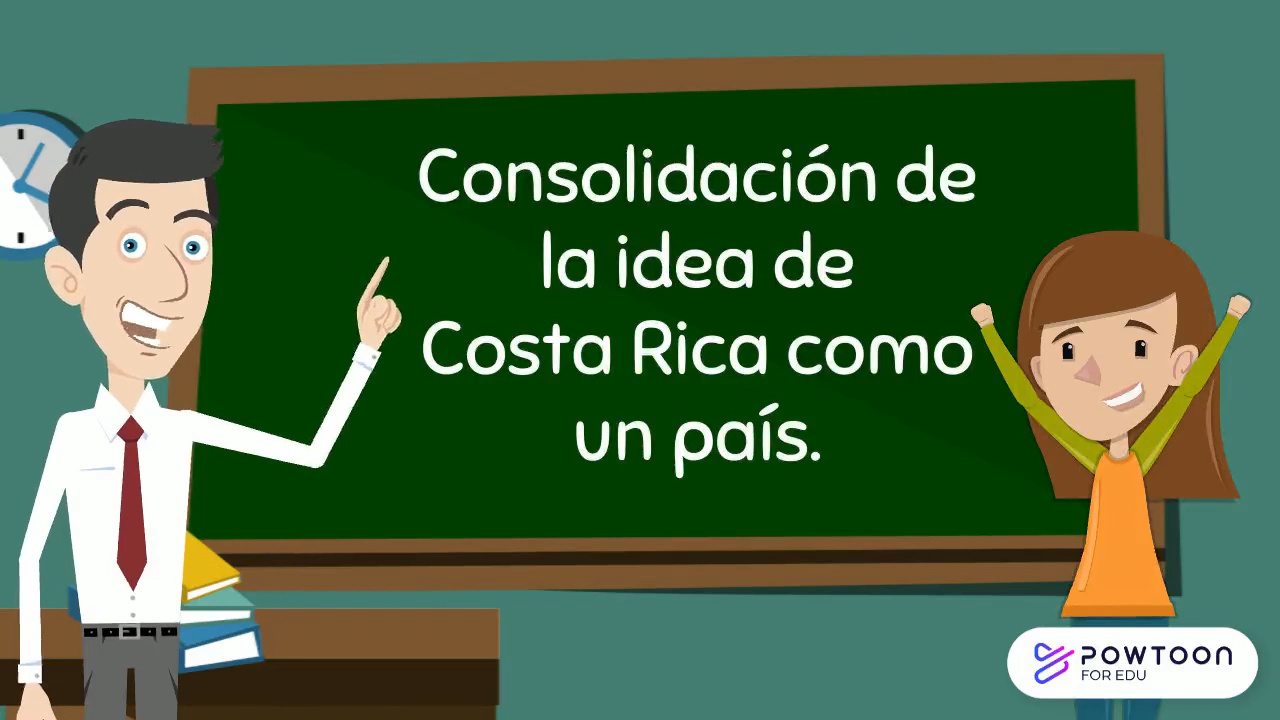 Consolidación de
la idea de
Costa Rica como
un país.
POWTOON
FOR EDU